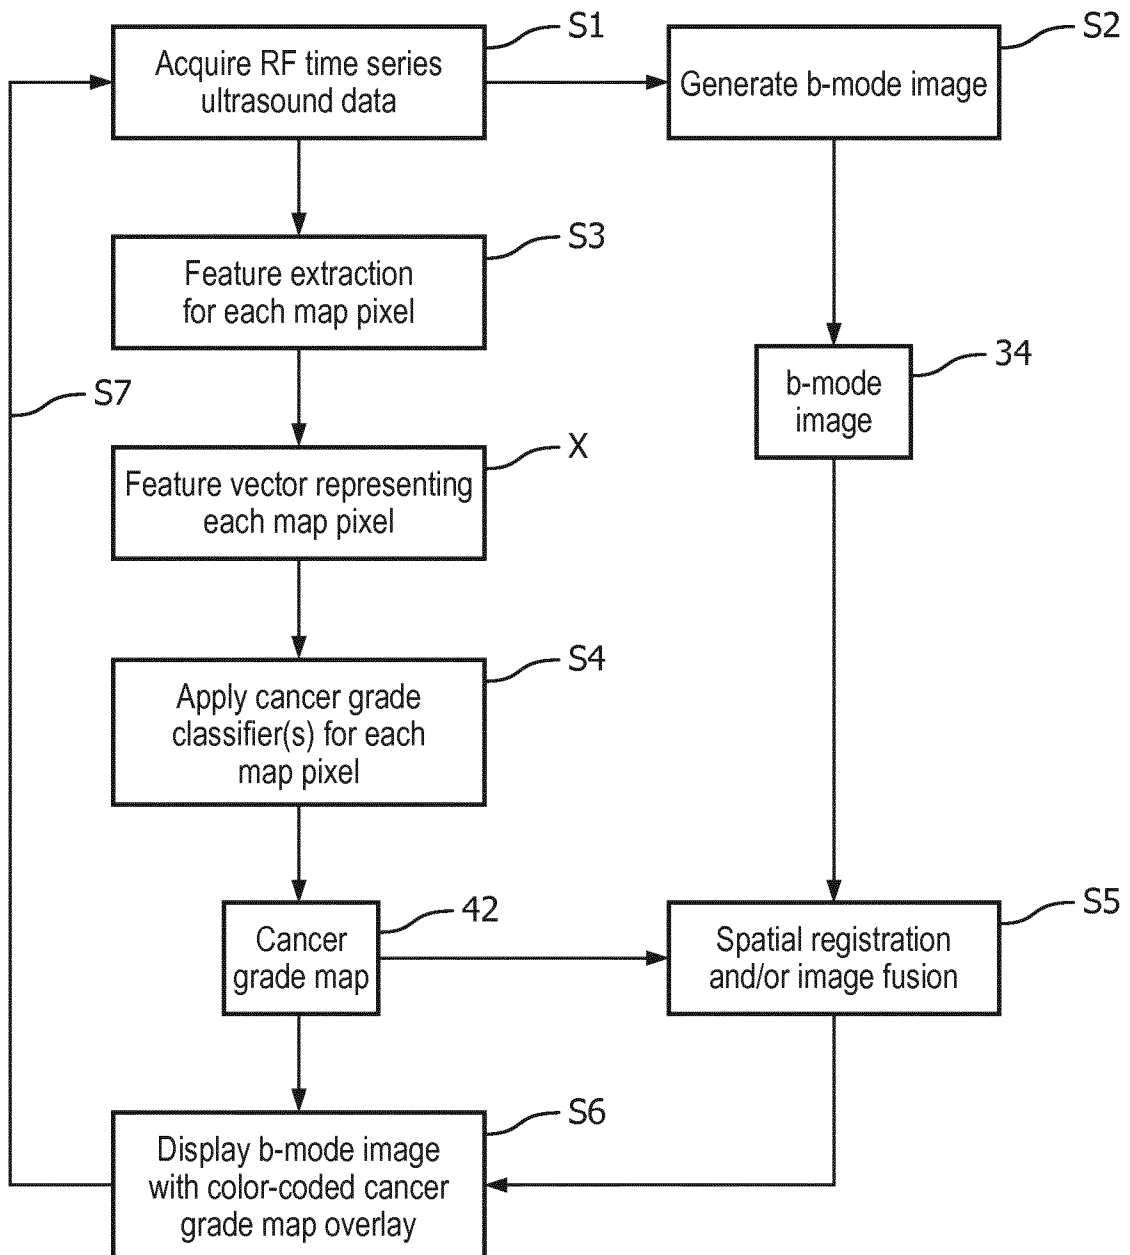 S1
Acquire RF time series
ultrasound data
S2
Generate b-mode image
S3
Feature extraction
for each map pixel
34
b-mode
image
S7
X
Feature vector representing
each map pixel
S4
Apply cancer grade
classifier(s) for each
map pixel
42
Cancer
grade map
S5
Spatial registration
and/or image fusion
S6
Display b-mode image
with color-coded cancer
grade map overlay